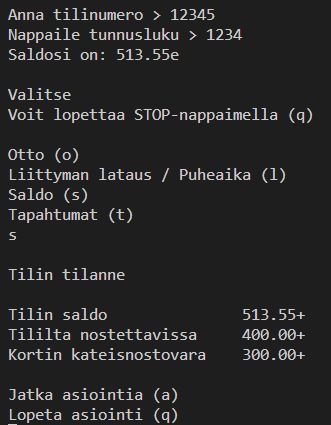 Anna tilinumero > 12345
Nappaile tunnusluku > 1234
Saldosi on: 513.55e
Valitse
Voit lopettaa STOP-nappaimella (q)
Otto (o)
Liittyman lataus / Puheaika (l)
Saldo (s)
Tapahtumat (t)
s
Tilin tilanne
Tilin saldo 513.55+
Tililta nostettavissa 400.00+
Kortin kateisnostovara 300.00+
Jatka asiointia (a)
Lopeta asiointi (q)